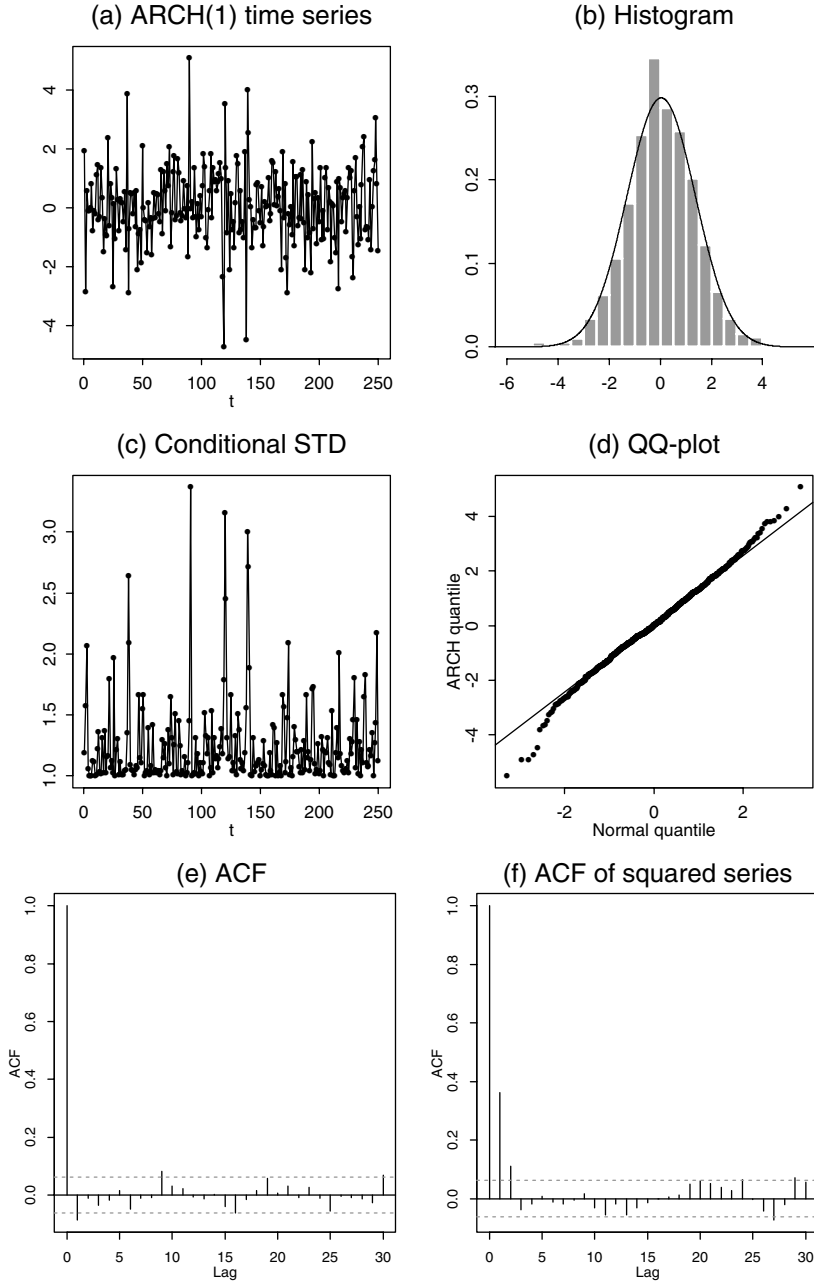 (a) ARCH(1) time series
4
2
0
-2
-4
0 50 100 150 200 250
t
(b) Histogram
0.3
0.2
0.1
0.0
-6 -4 -2 0 2 4
(c) Conditional STD
3.0
2.5
2.0
1.5
1.0
0 50 100 150 200 250
t
(d) QQ-plot
ARCH quantile
4
2
0
-2
-4
-2 0 2
Normal quantile
(e) ACF
ACF
1.0
0.8
0.6
0.4
0.2
0.0
0 5 10 15 20 25 30
Lag
(f) ACF of squared series
ACF
1.0
0.8
0.6
0.4
0.2
0.0
0 5 10 15 20 25 30
Lag